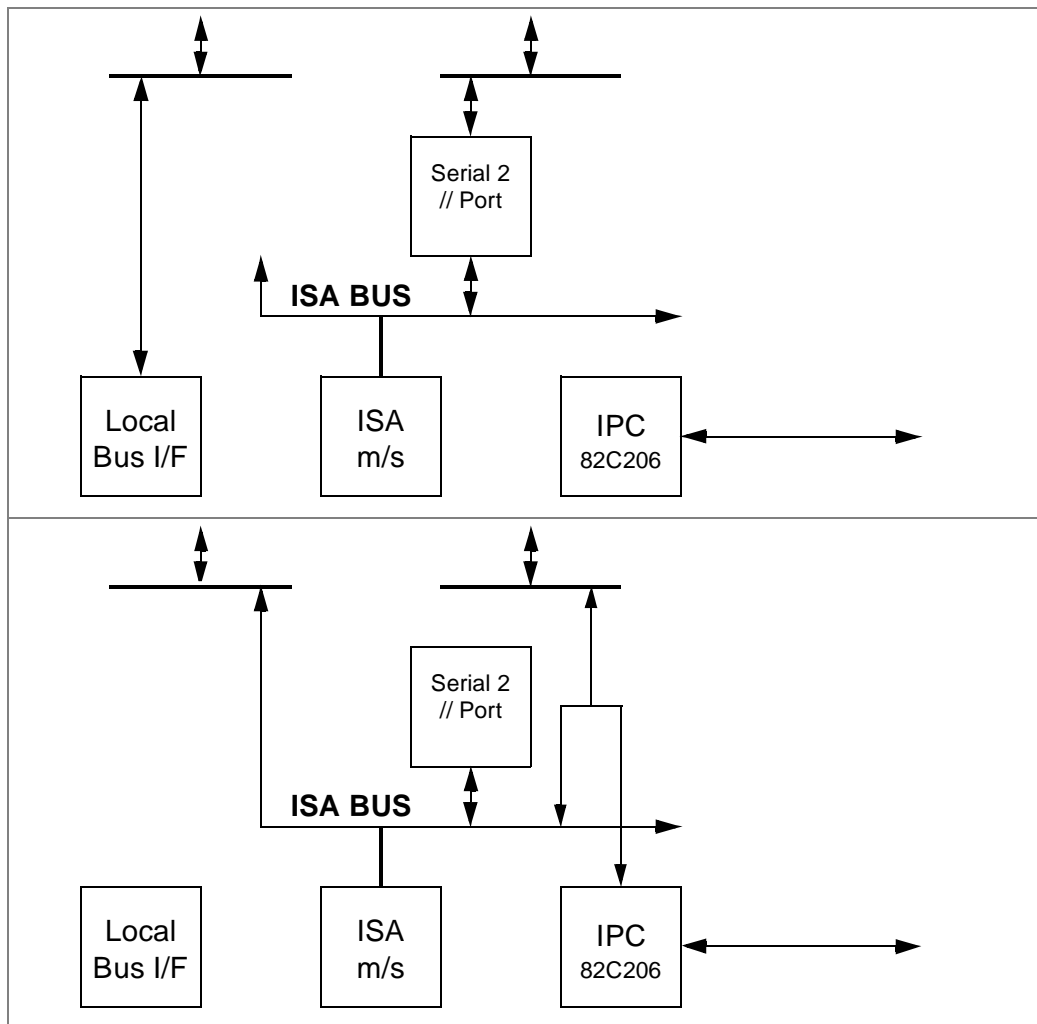 Serial 2
// Port
ISA BUS
Local
Bus I/F
ISA
m/s
IPC
82C206
Serial 2
// Port
ISA BUS
Local
Bus I/F
ISA
m/s
IPC
82C206